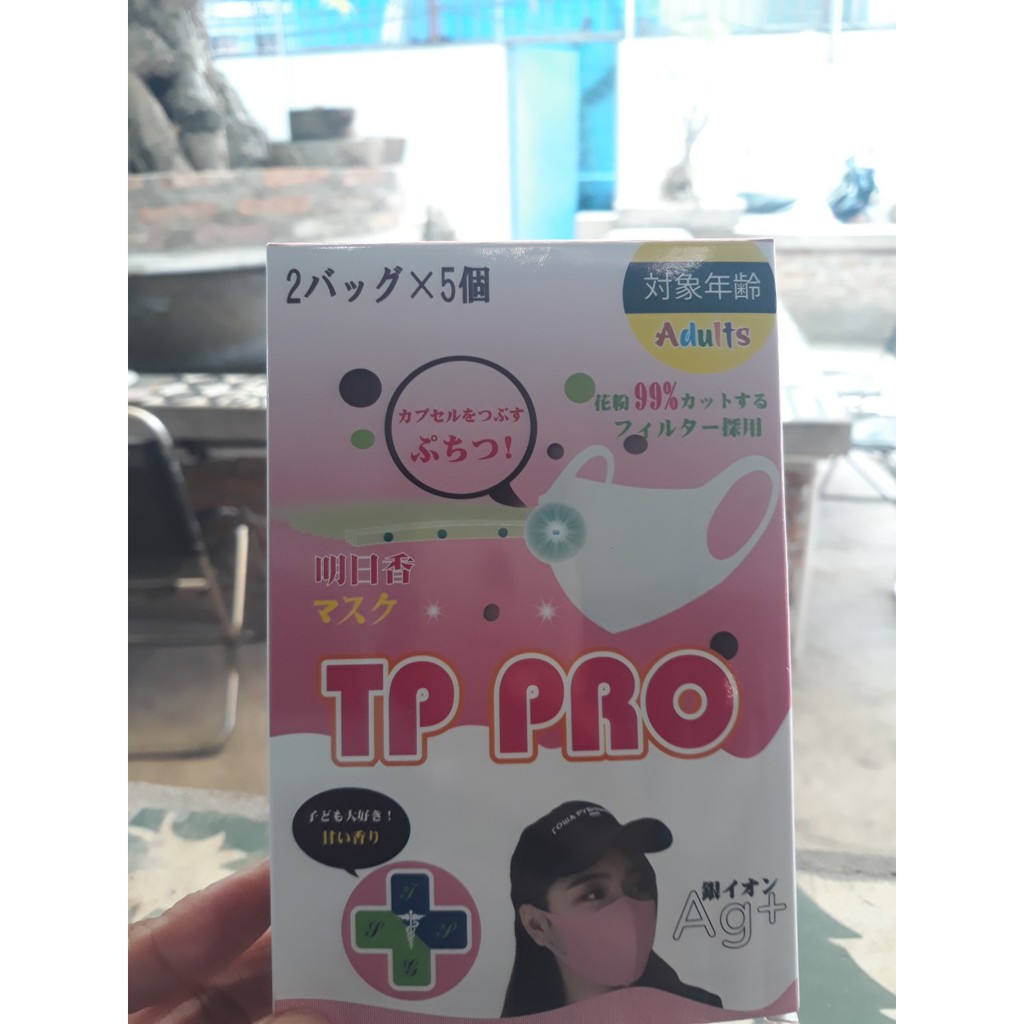 2バッグ×5個
対象年齢
Adults
カプセルをつぶす
ぷちつ!
花粉99%カットする
フィルター採用
明日香
マスク
TP PRO
子ども大好き!
甘い香り
銀イオン
Ag+